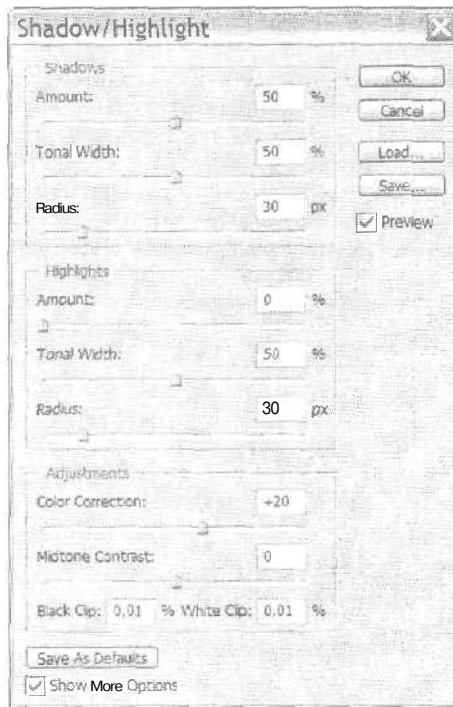 Shadow/Highlight
Shadows
Amount: 50 %
Tonal Width: 50 %
Radius: 30 px
Highlights
Amount: 0 %
Tonal Width: 50 %
Radius: 30 px
Adjustments
Color Correction: +20
Midtone Contrast: 0
Black Clip: 0,01 % White Clip: 0,01 %
Save As Defaults
Show More Options
OK
Cancel
Load...
Save...
Preview